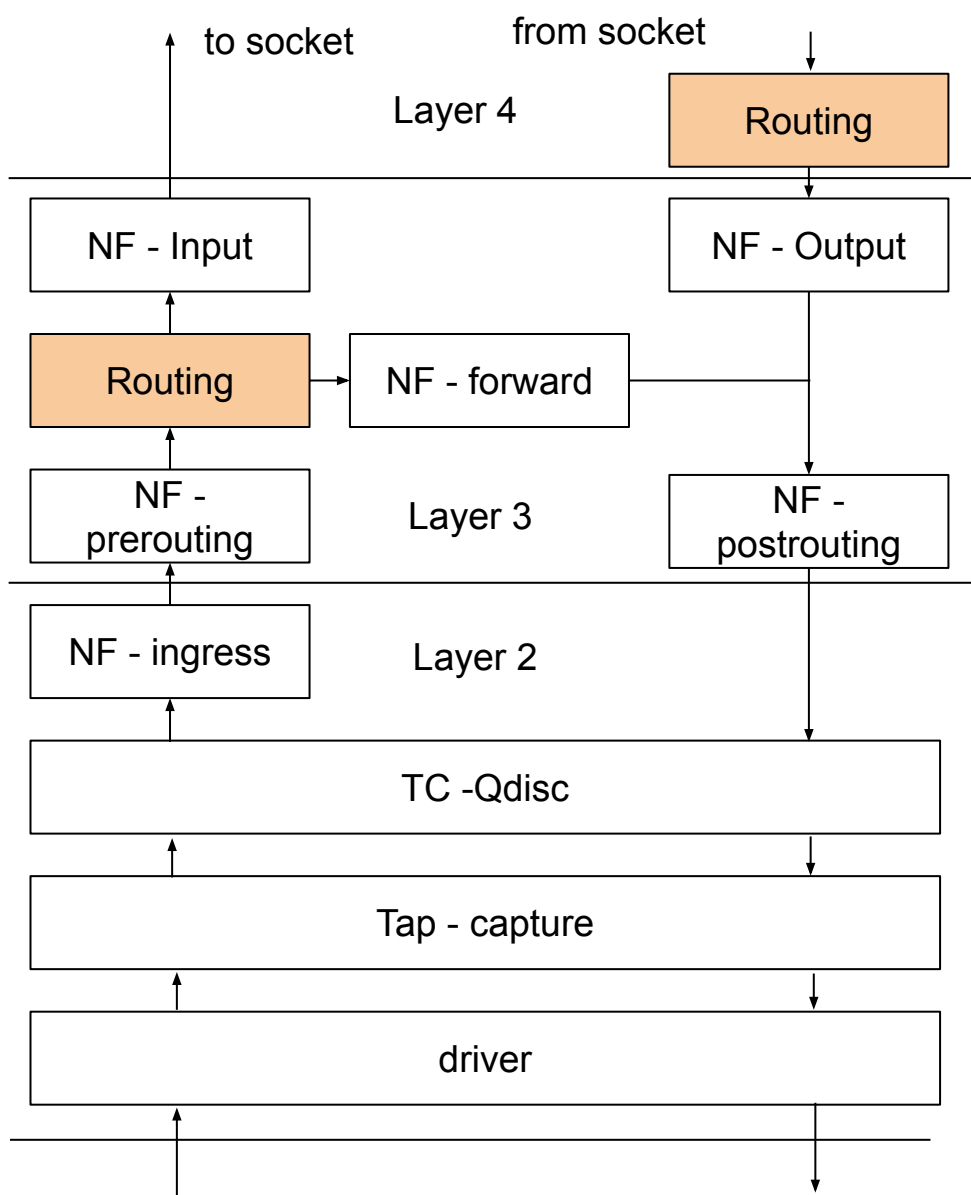 to socket
from socket
Layer 4
Routing
NF - Input
NF - Output
Routing
NF - forward
NF -
prerouting
Layer 3
NF -
postrouting
NF - ingress
Layer 2
TC -Qdisc
Tap - capture
driver